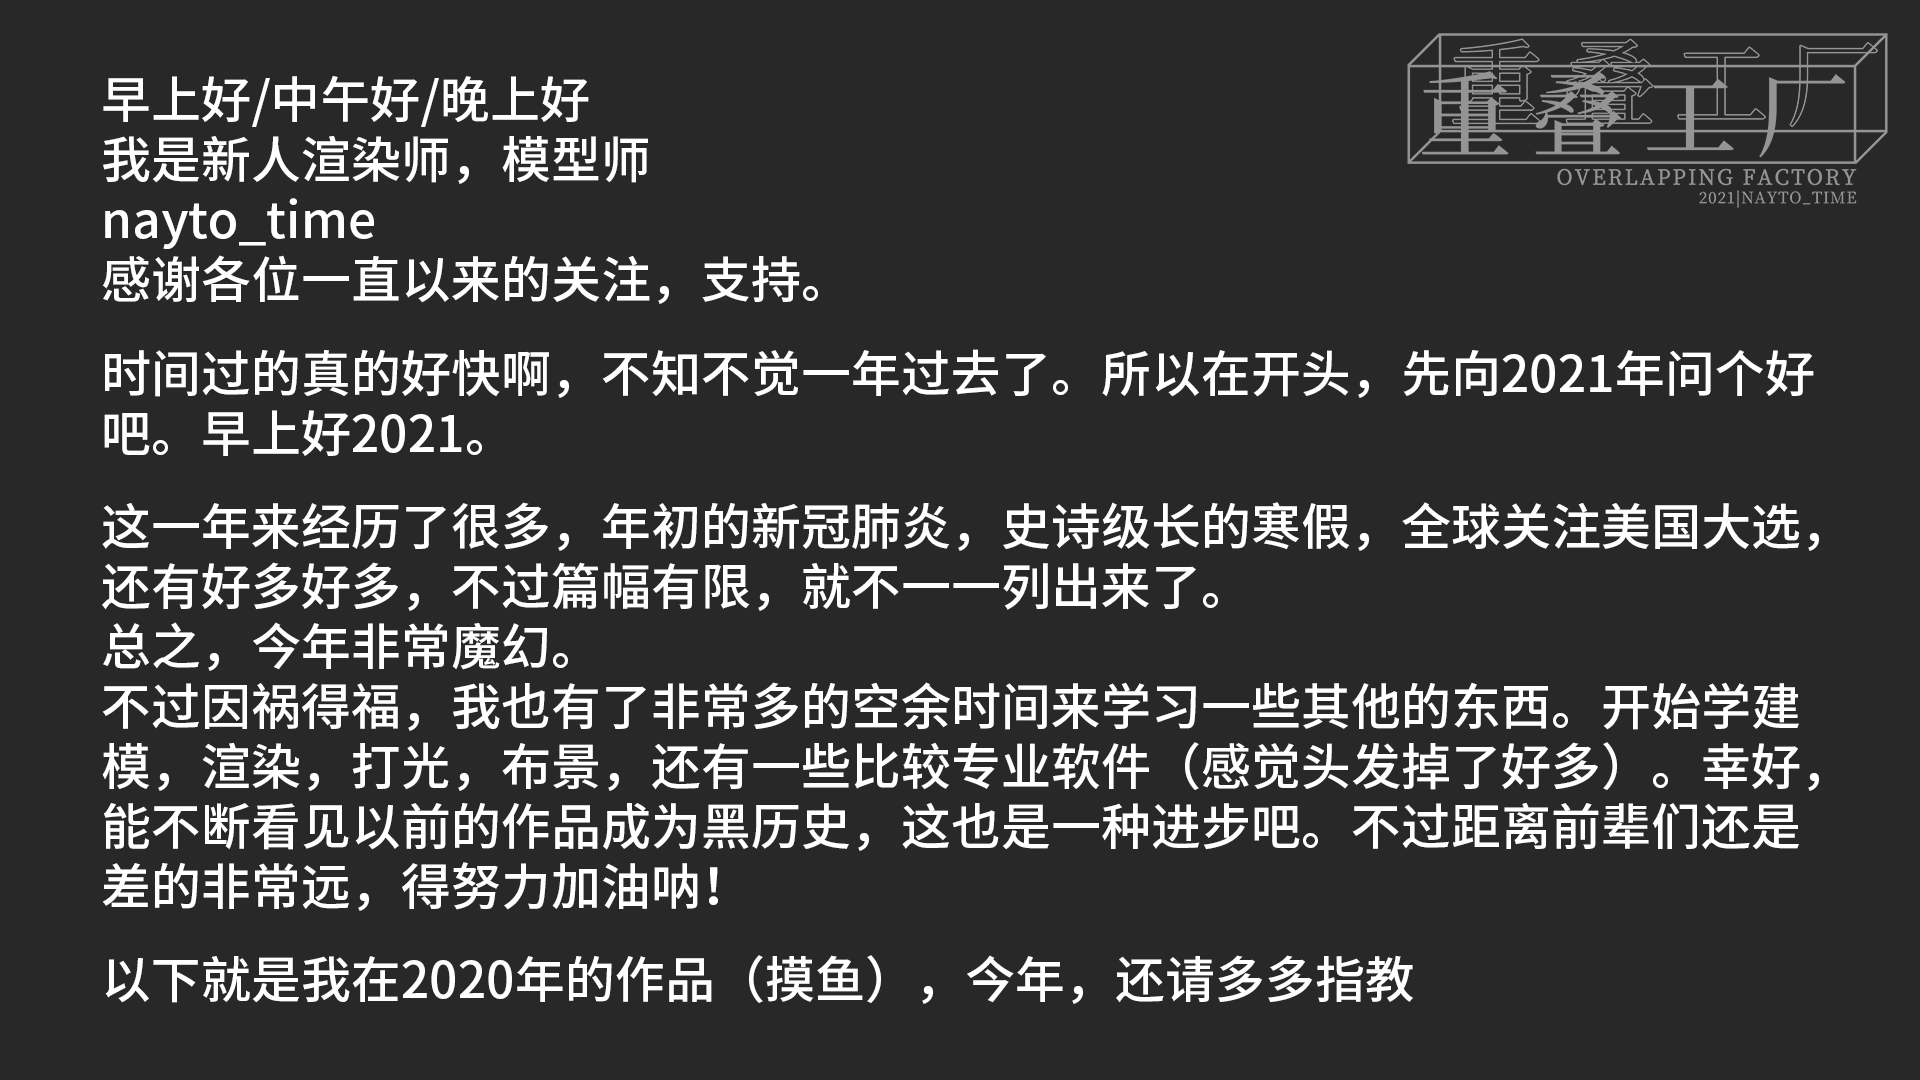 重叠工厂
重叠工厂
OVERLAPPING FACTORY
2021|NAYTO_TIME
早上好/中午好/晚上好
我是新人渲染师，模型师
nayto_time
感谢各位一直以来的关注，支持。
时间过的真的好快啊，不知不觉一年过去了。所以在开头，先向2021年问个好
吧。早上好2021。
这一年来经历了很多，年初的新冠肺炎，史诗级长的寒假，全球关注美国大选，
还有好多好多，不过篇幅有限，就不一一列出来了。
总之，今年非常魔幻。
不过因祸得福，我也有了非常多的空余时间来学习一些其他的东西。开始学建
模，渲染，打光，布景，还有一些比较专业软件（感觉头发掉了好多）。幸好，
能不断看见以前的作品成为黑历史，这也是一种进步吧。不过距离前辈们还是
差的非常远，得努力加油呐！
以下就是我在2020年的作品（摸鱼），今年，还请多多指教